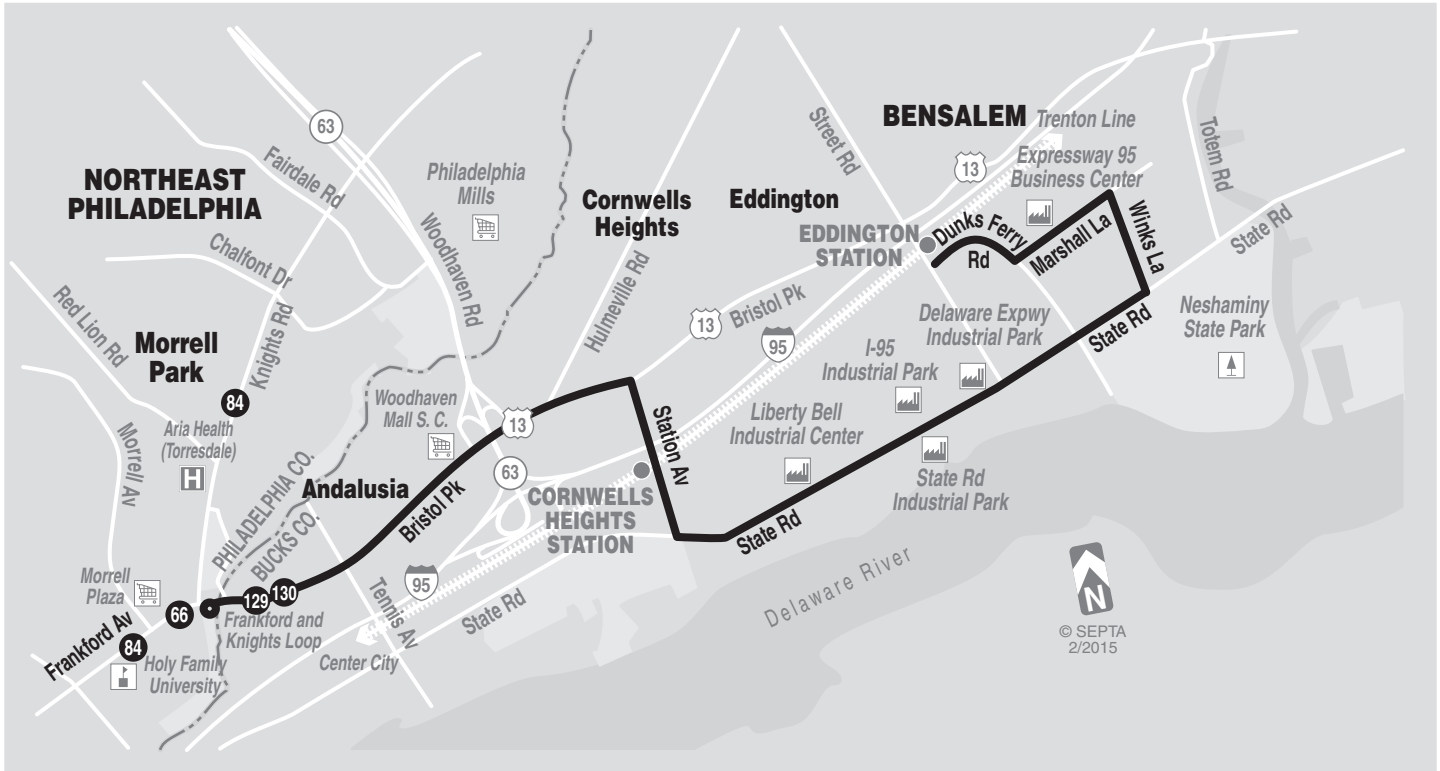 63
Fairdale Rd
NORTHEAST
PHILADELPHIA
Philadelphia
Mills
Woodhaven Rd
Chalfont Dr
Red Lion Rd
Knights Rd
Morrell
Park
84
Aria Health
(Torresdale)
H
Morrell Av
PHILADELPHIA CO.
BUCKS CO.
Woodhaven
Mall S. C.
Andalusia
Bristol Pk
Morrell
Plaza
66
129
130
Frankford and
Knights Loop
Frankford Av
84
Holy Family
University
Center City
Tennis Av
95
State Rd
13
63
CORNWELLS
HEIGHTS
STATION
Cornwells
Heights
Hulmeville Rd
Station Av
13
Bristol Pk
95
Eddington
EDDINGTON
STATION
Street Rd
BENSALEM
Trenton Line
13
Expressway 95
Business Center
Dunks Ferry
Rd
Marshall La
Winks La
Totem Rd
State Rd
State Rd
Neshaminy
State Park
Delaware Expwy
Industrial Park
I-95
Industrial Park
Liberty Bell
Industrial Center
State Rd
Industrial Park
State Rd
Delaware River
N
© SEPTA
2/2015